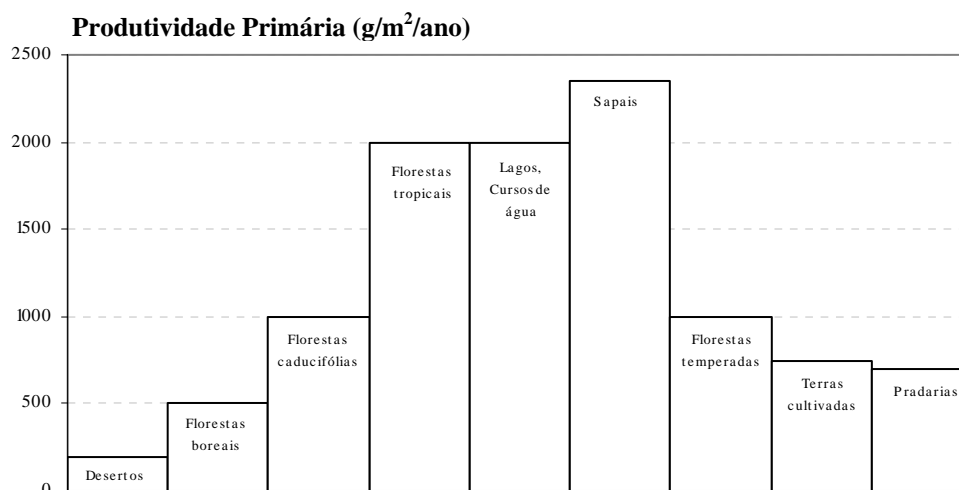 Produtividade Primária (g/m²/ano)
2500
2000
1500
1000
500
0
Desertos
Florestas
boreais
Florestas
caducifólias
Florestas
tropicais
Lagos,
Cursos de
água
Sapais
Florestas
temperadas
Terras
cultivadas
Pradarias